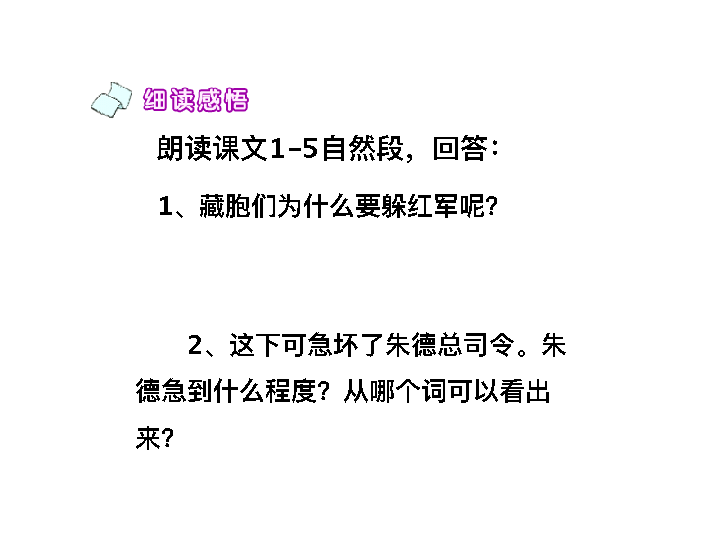 细读感悟
朗读课文1-5自然段，回答：
1、藏胞们为什么要躲红军呢？
2、这下可急坏了朱德总司令。朱
德急到什么程度？从哪个词可以看出
来？